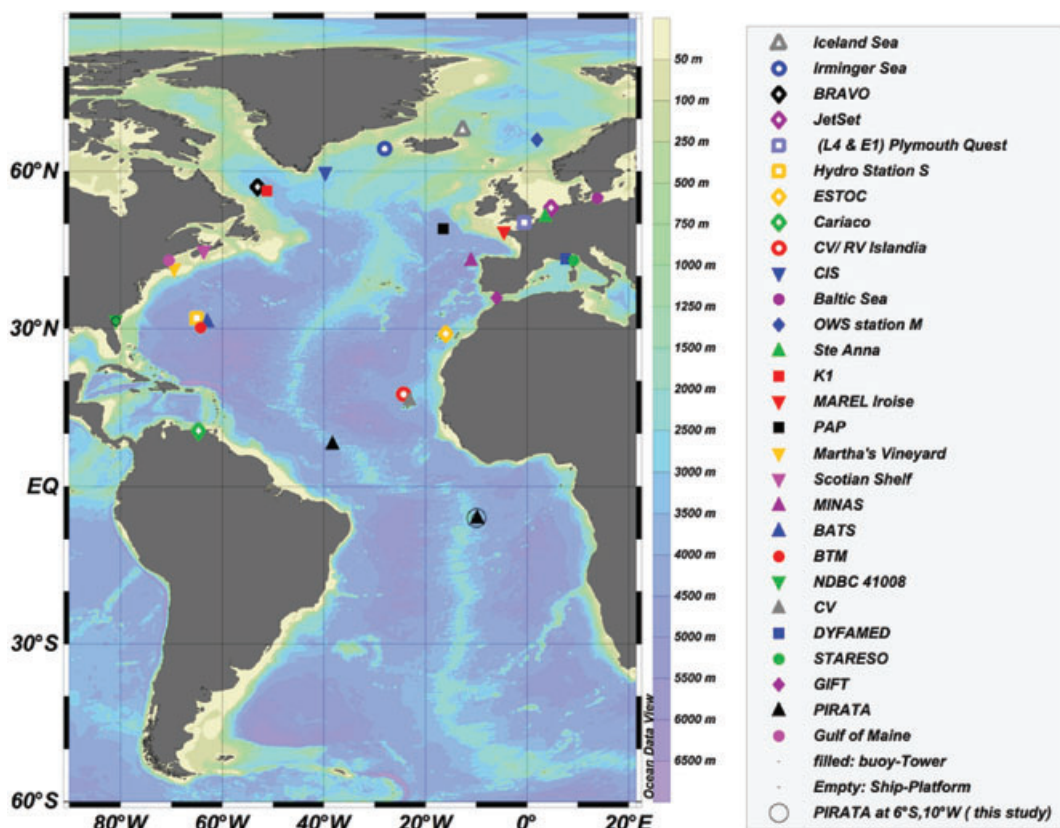 60°N
30°N
EQ
30°S
60°S
80°W
60°W
40°W
20°W
0°
20°E
50 m
100 m
250 m
500 m
750 m
1000 m
1250 m
1500 m
2000 m
2500 m
3000 m
3500 m
4000 m
4500 m
5000 m
5500 m
6000 m
6500 m
Ocean Data View
Iceland Sea
Irminger Sea
BRAVO
JetSet
(L4 & E1) Plymouth Quest
Hydro Station S
ESTOC
Cariaco
CV/ RV Islandia
CIS
Baltic Sea
OWS station M
Ste Anna
K1
MAREL Iroise
PAP
Martha's Vineyard
Scotian Shelf
MINAS
BATS
BTM
NDBC 41008
CV
DYFAMED
STARESO
GIFT
PIRATA
Gulf of Maine
filled: buoy-Tower
Empty: Ship-Platform
PIRATA at 6°S,10°W ( this study)